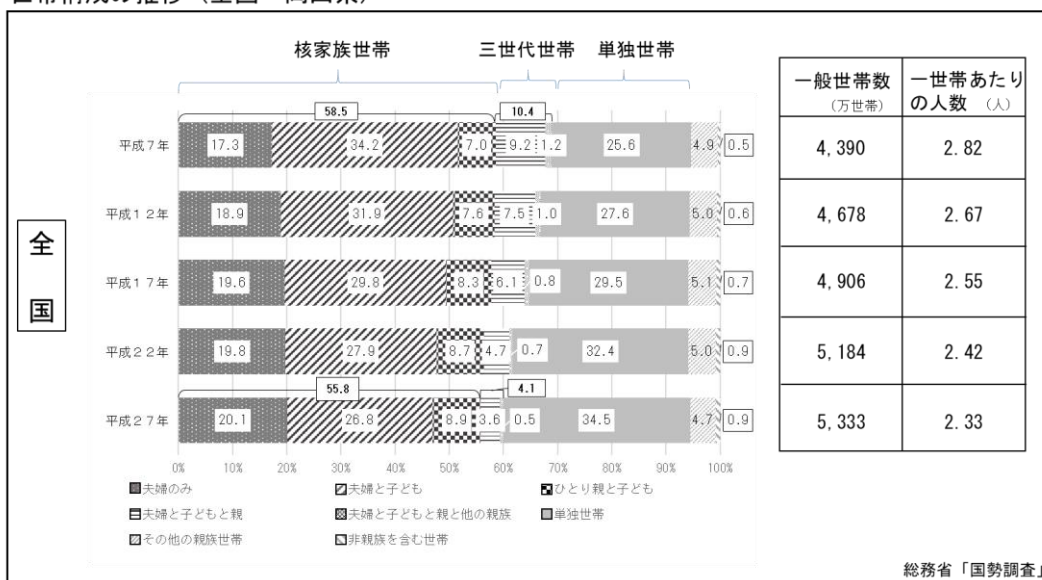 核家族世帯 三世代世帯 単独世帯
一般世帯数 一世帯あたり
(万世帯) の人数 (人)
58.5 10.4
平成7年 17.3 34.2 7.0 9.2 1.2 25.6 4.9 0.5 4,390 2.82
平成12年 18.9 31.9 7.6 7.5 1.0 27.6 5.0 0.6 4,678 2.67
全国
平成17年 19.6 29.8 8.3 6.1 0.8 29.5 5.1 0.7 4,906 2.55
平成22年 19.8 27.9 8.7 4.7 0.7 32.4 5.0 0.9 5,184 2.42
55.8 4.1
平成27年 20.1 26.8 8.9 3.6 0.5 34.5 4.7 0.9 5,333 2.33
0% 10% 20% 30% 40% 50% 60% 70% 80% 90% 100%
夫婦のみ 夫婦と子ども ひとり親と子ども
夫婦と子どもと親 夫婦と子どもと親と他の親族 単独世帯
その他の親族世帯 非親族を含む世帯
総務省「国勢調査」